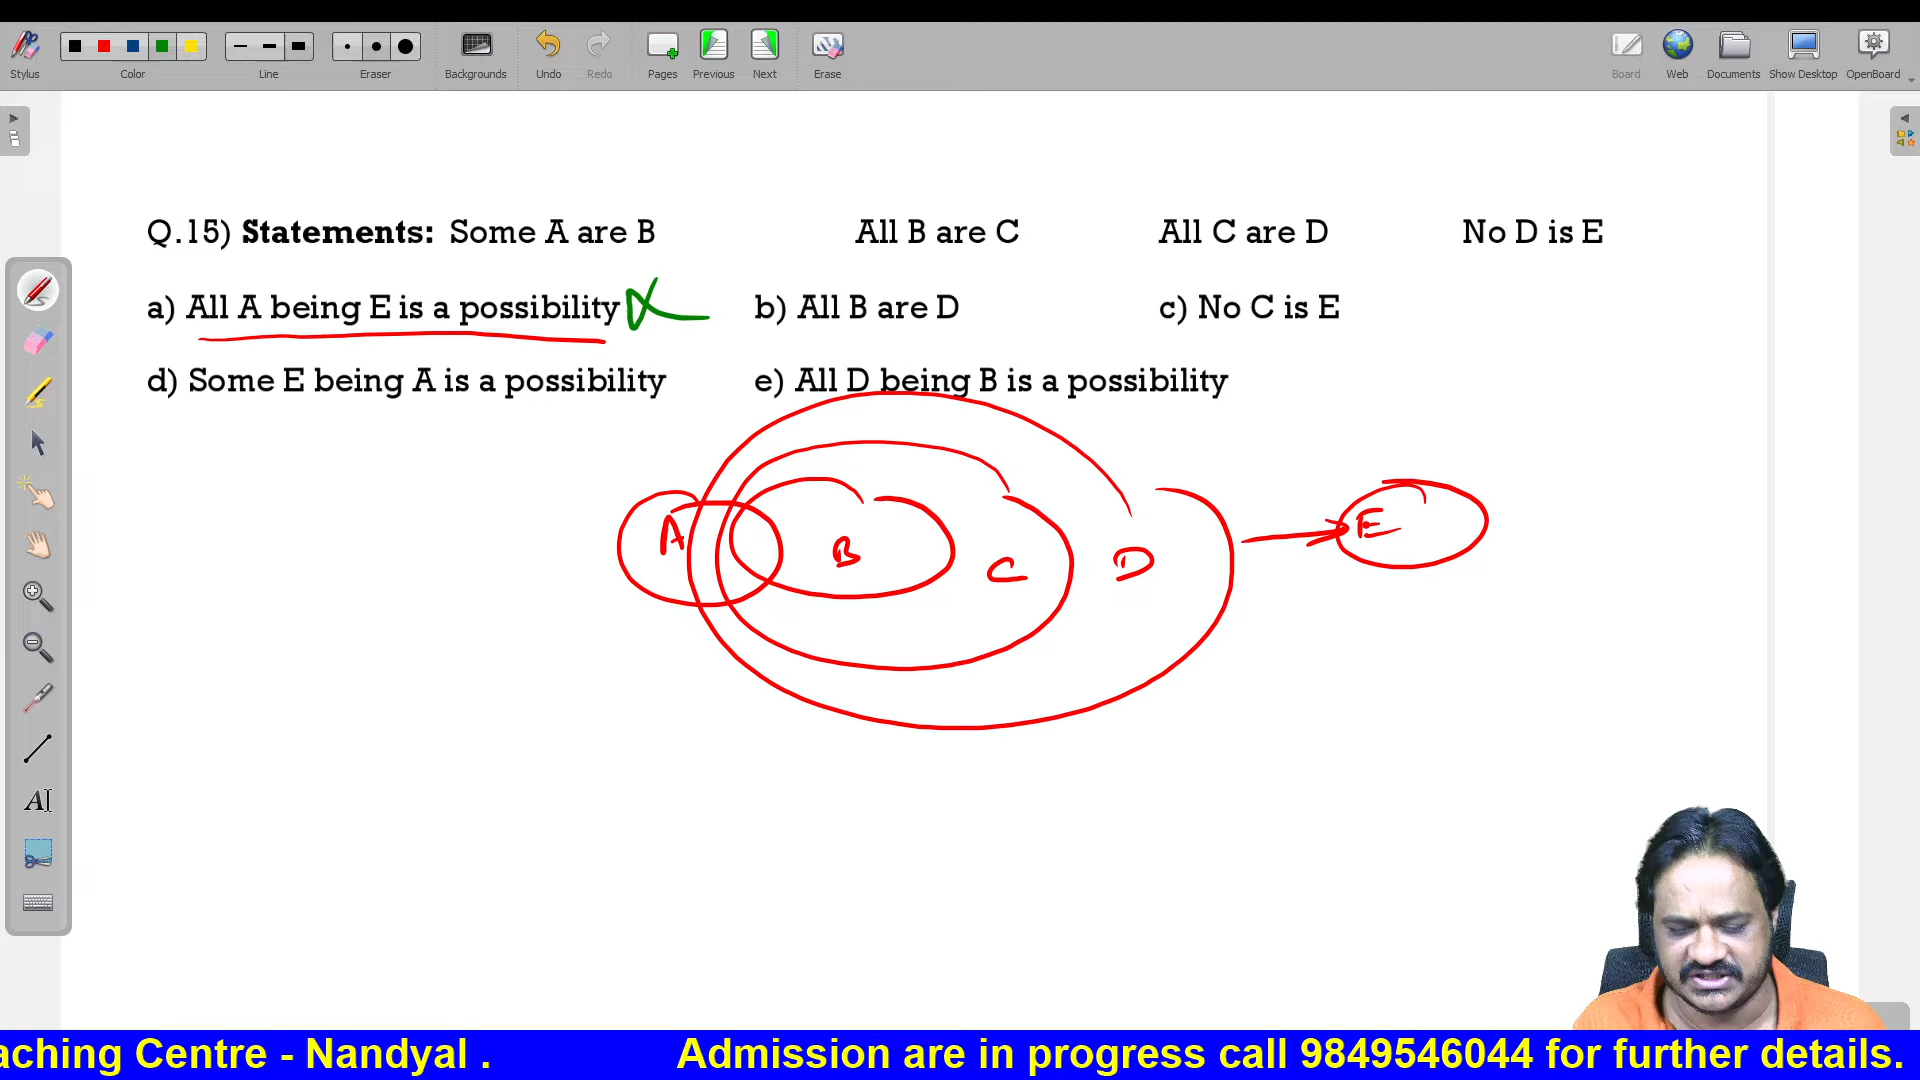 Stylus Color Line Eraser Backgrounds Undo Redo Pages Previous Next Erase Board Web Documents Show Desktop OpenBoard
Q.15) Statements: Some A are B All B are C All C are D No D is E
a) All A being E is a possibility b) All B are D c) No C is E
d) Some E being A is a possibility e) All D being B is a possibility
A B C D E
aching Centre - Nandyal . Admission are in progress call 9849546044 for further details.